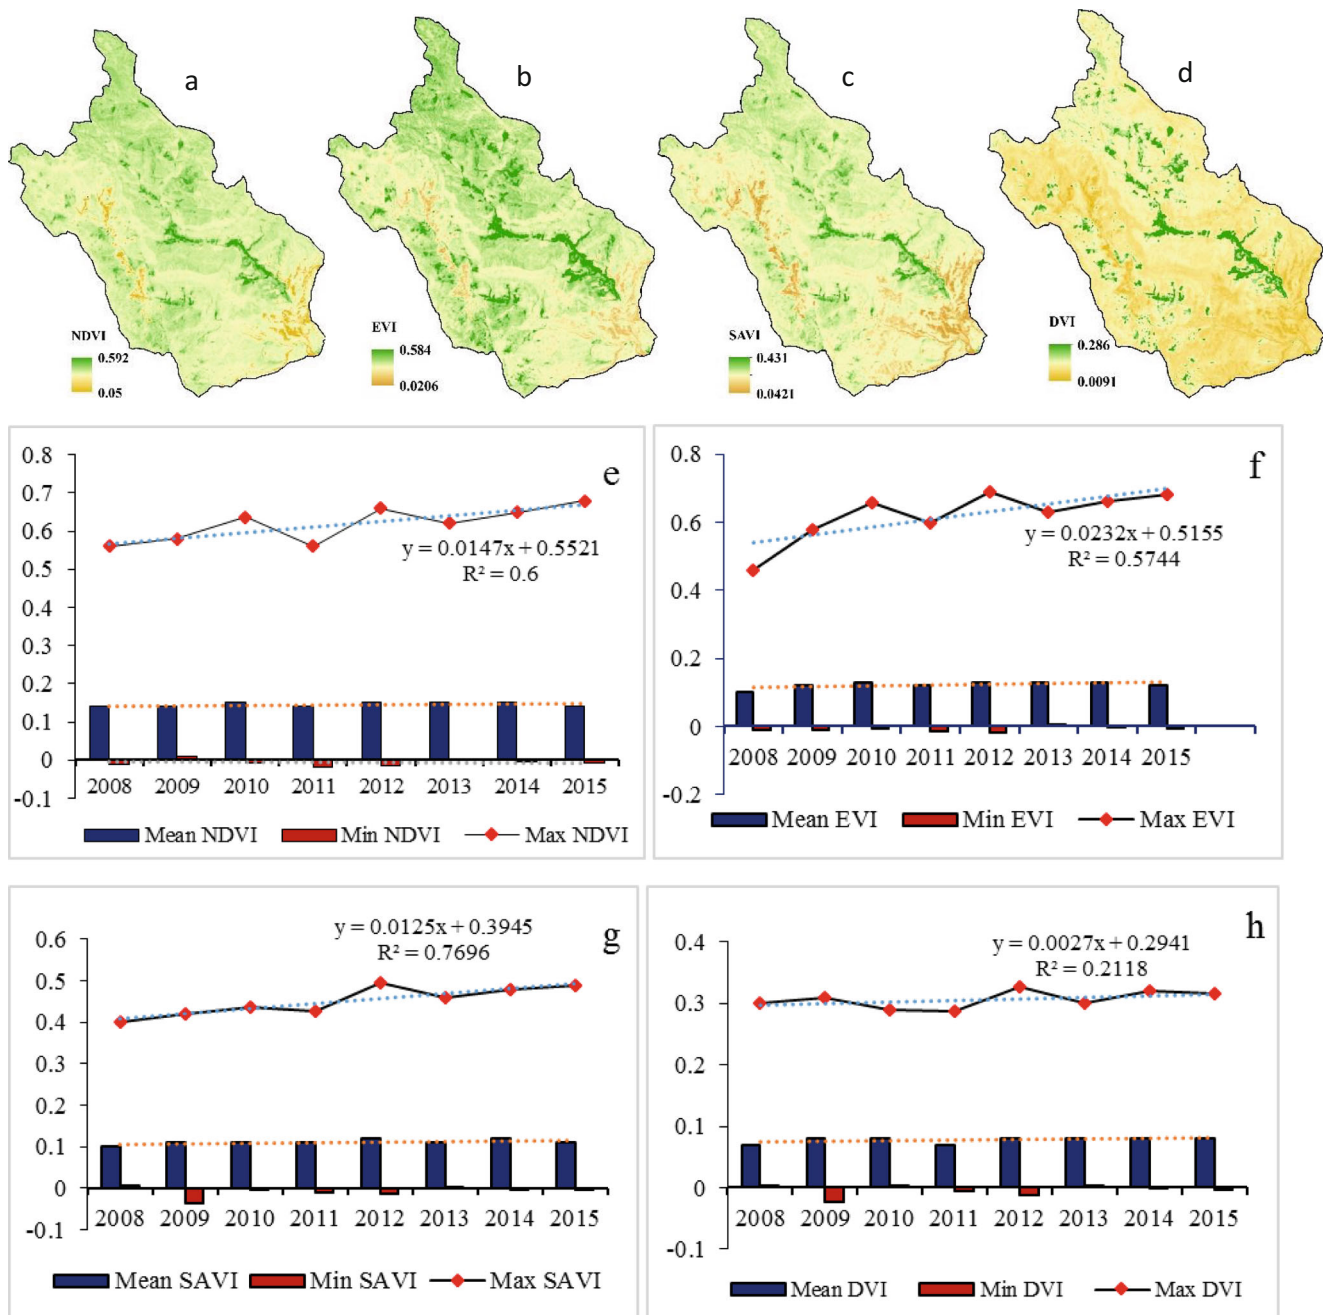 a
b
c
d
NDVI
0.592
0.05
EVI
0.584
0.0206
SAVI
0.431
0.0421
DVI
0.286
0.0091
e
0.8
0.7
0.6
0.5
0.4
0.3
0.2
0.1
0
-0.1
y = 0.0147x + 0.5521
R² = 0.6
2008 2009 2010 2011 2012 2013 2014 2015
Mean NDVI Min NDVI Max NDVI
f
0.8
0.6
0.4
0.2
0
-0.2
y = 0.0232x + 0.5155
R² = 0.5744
2008 2009 2010 2011 2012 2013 2014 2015
Mean EVI Min EVI Max EVI
g
0.6
0.5
0.4
0.3
0.2
0.1
0
-0.1
y = 0.0125x + 0.3945
R² = 0.7696
2008 2009 2010 2011 2012 2013 2014 2015
Mean SAVI Min SAVI Max SAVI
h
0.4
0.3
0.2
0.1
0
-0.1
y = 0.0027x + 0.2941
R² = 0.2118
2008 2009 2010 2011 2012 2013 2014 2015
Mean DVI Min DVI Max DVI